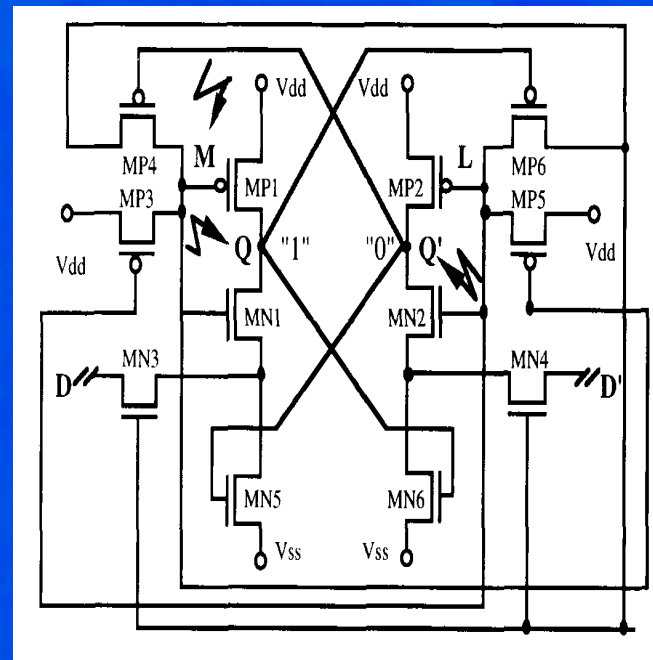 Vdd Vdd
MP4 M MP1 MP2 L MP6
MP3 MP5
Q "1" "0" Q'
Vdd Vdd
MN1 MN2
D MN3 MN4 D'
MN5 MN6
Vss Vss